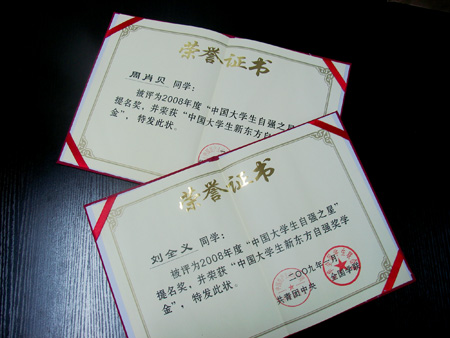 荣誉证书
周肖贝 同学：
被评为2008年度“中国大学生自强之星”
提名奖，并荣获“中国大学生新东方自
金”，特发此状。
荣誉证书
刘全义 同学：
被评为2008年度“中国大学生自强之星”
提名奖，并荣获“中国大学生新东方自强奖学
金”，特发此状。
二〇〇九年 月
共青团中央 全国学联